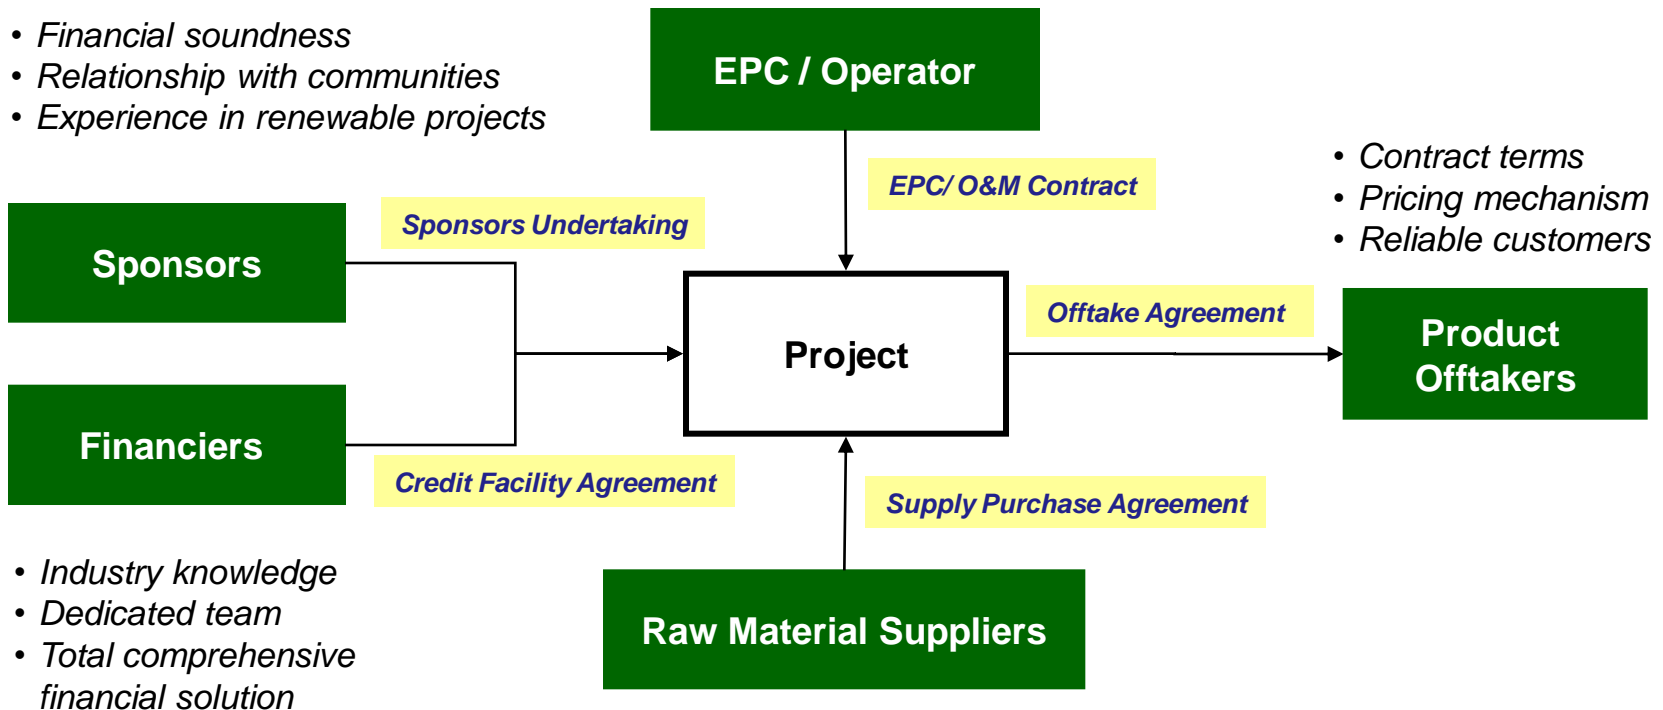 • Financial soundness
• Relationship with communities
• Experience in renewable projects
EPC / Operator
EPC/ O&M Contract
• Contract terms
• Pricing mechanism
• Reliable customers
Sponsors
Sponsors Undertaking
Project
Offtake Agreement
Product
Offtakers
Financiers
Credit Facility Agreement
Supply Purchase Agreement
Raw Material Suppliers
• Industry knowledge
• Dedicated team
• Total comprehensive
financial solution